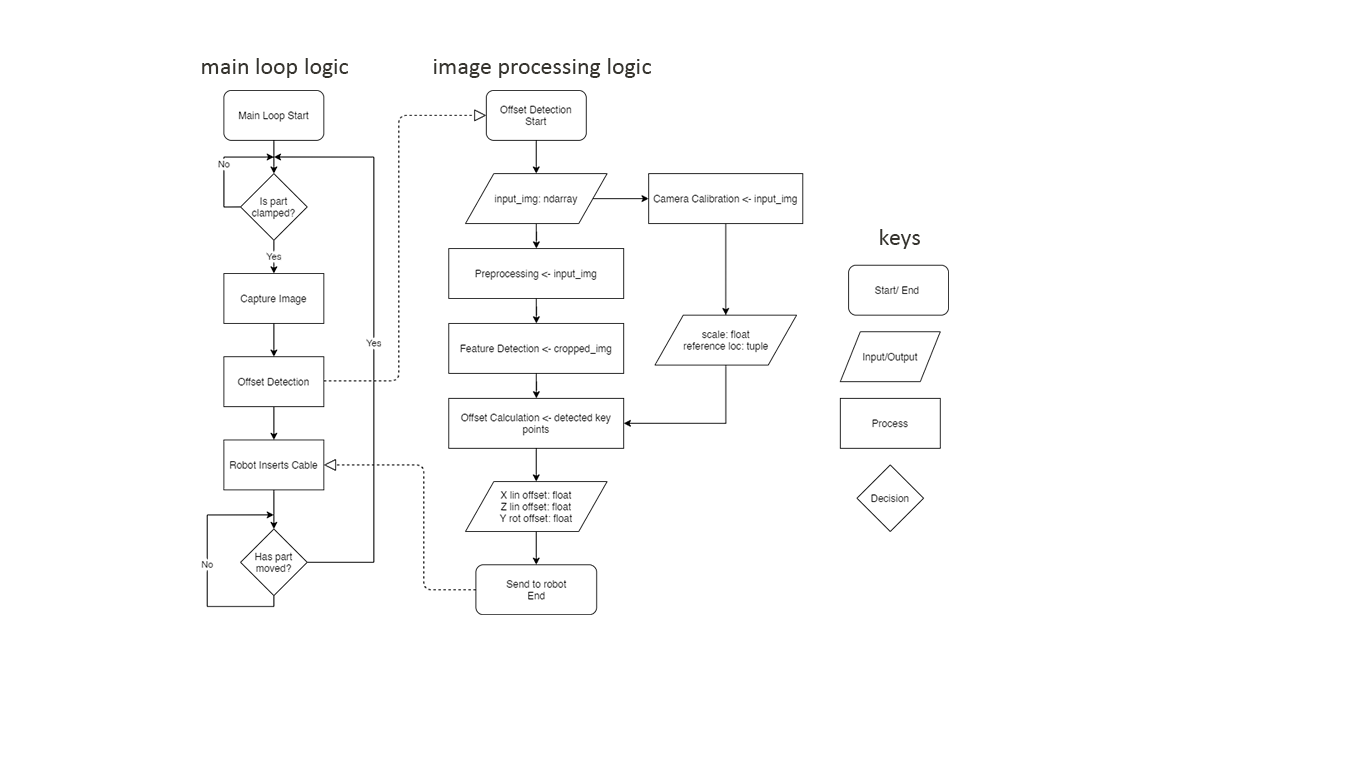 main loop logic
Main Loop Start
No
Is part
clamped?
Yes
Capture Image
Offset Detection
Yes
Robot Inserts Cable
Has part
moved?
No
image processing logic
Offset Detection
Start
input_img: ndarray
Camera Calibration <- input_img
Preprocessing <- input_img
Feature Detection <- cropped_img
scale: float
reference loc: tuple
Offset Calculation <- detected key
points
X lin offset: float
Z lin offset: float
Y rot offset: float
Send to robot
End
keys
Start/ End
Input/Output
Process
Decision